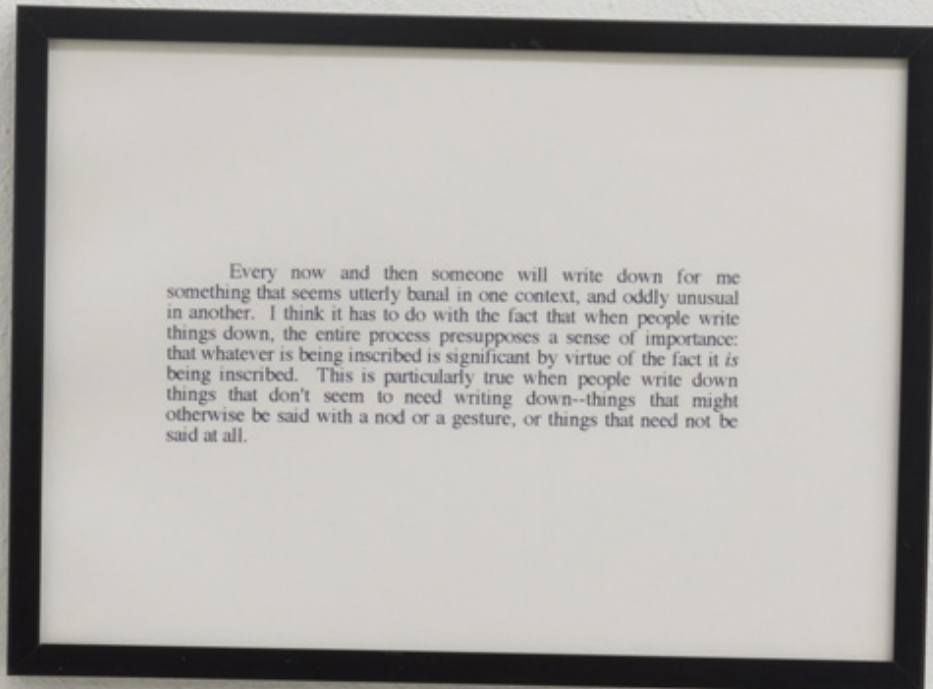 Every now and then someone will write down for me
something that seems utterly banal in one context, and oddly unusual
in another.  I think it has to do with the fact that when people write
things down, the entire process presupposes a sense of importance:
that whatever is being inscribed is significant by virtue of the fact it is
being inscribed.  This is particularly true when people write down
things that don't seem to need writing down--things that might
otherwise be said with a nod or a gesture, or things that need not be
said at all.